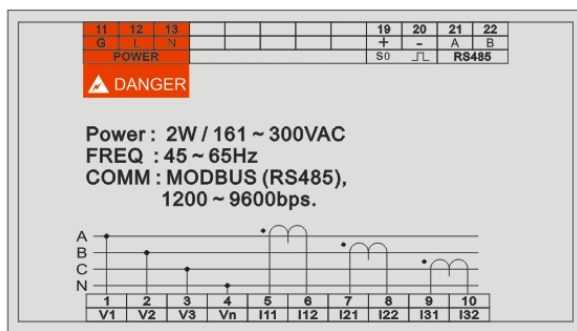 11 12 13 19 20 21 22
G L N + - A B
POWER S0 RS485
DANGER
Power : 2W / 161 ~ 300VAC
FREQ : 45 ~ 65Hz
COMM : MODBUS (RS485),
1200 ~ 9600bps.
A
B
C
N
1 2 3 4 5 6 7 8 9 10
V1 V2 V3 Vn I11 I12 I21 I22 I31 I32